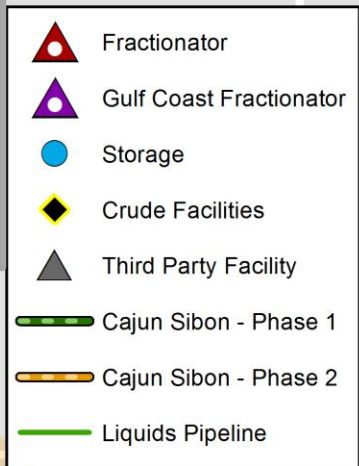 Fractionator
Gulf Coast Fractionator
Storage
Crude Facilities
Third Party Facility
Cajun Sibon - Phase 1
Cajun Sibon - Phase 2
Liquids Pipeline